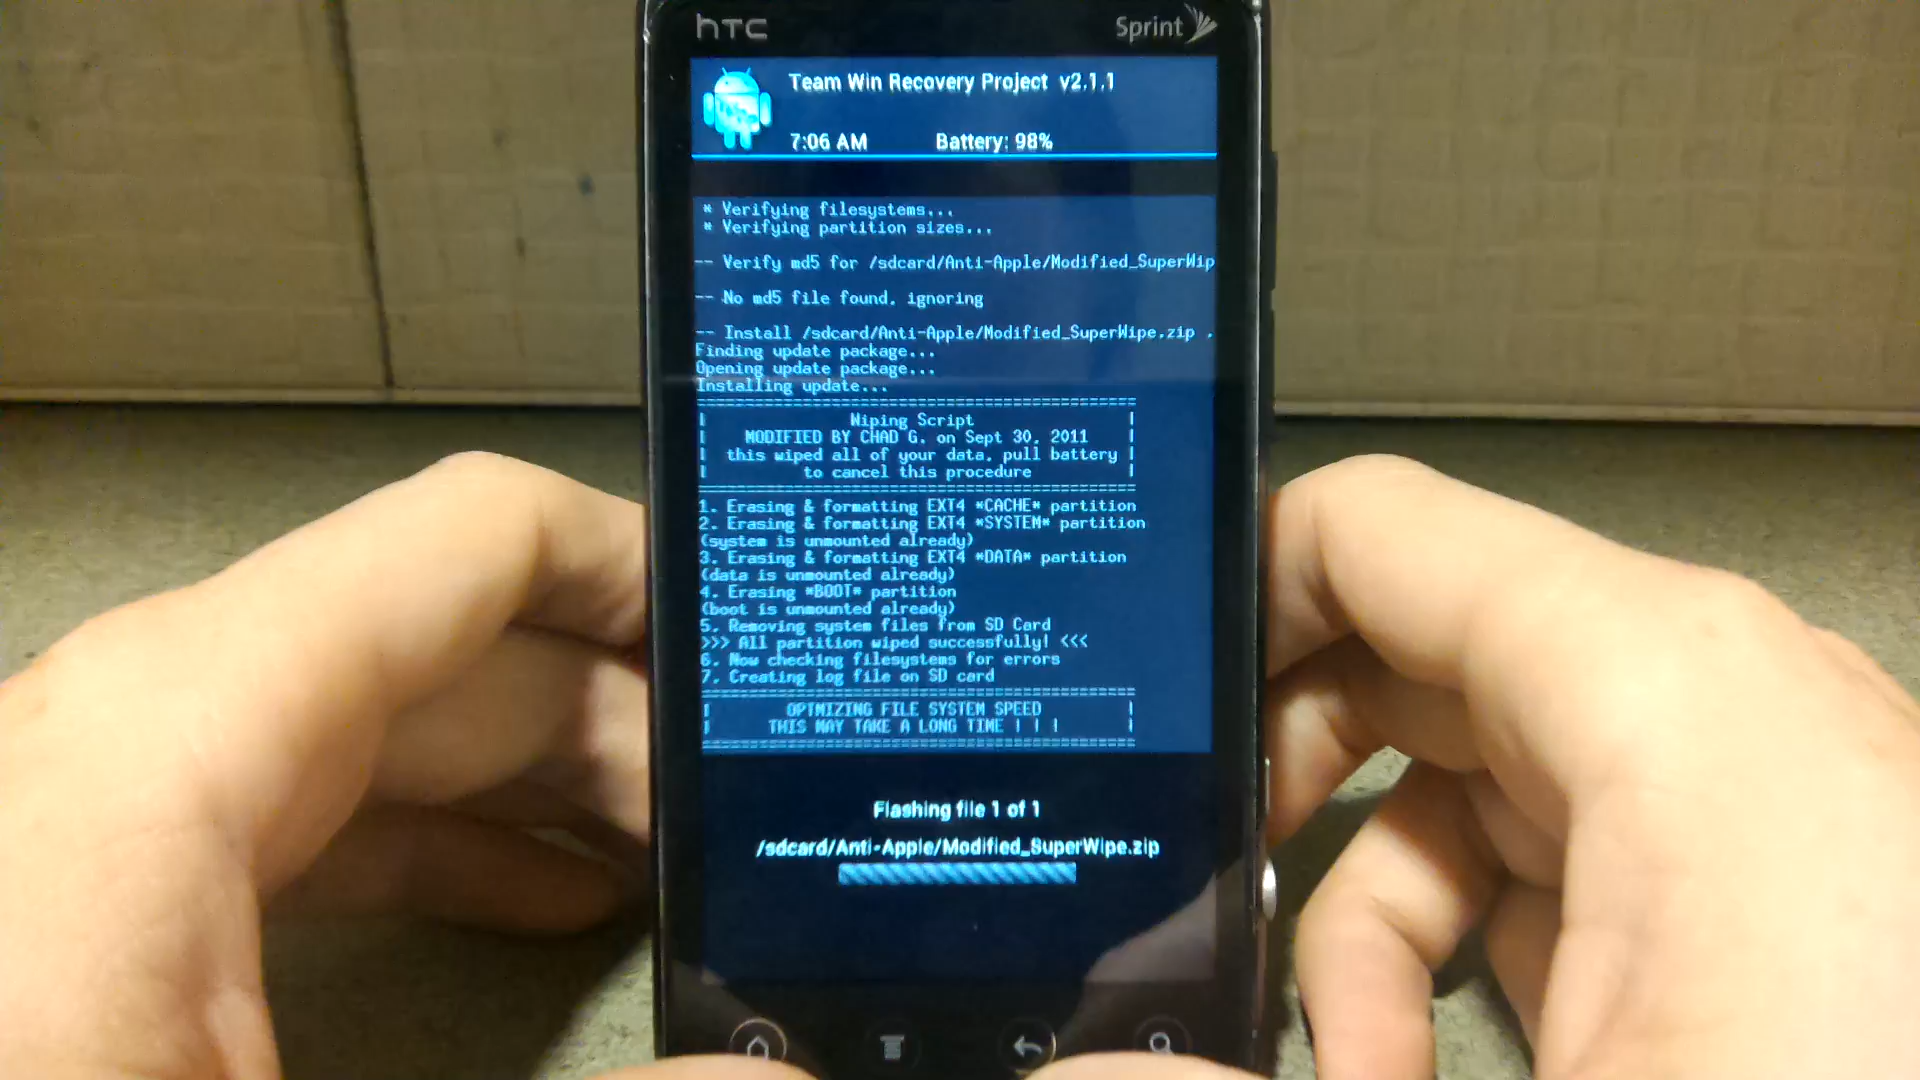 hTC
Sprint
Team Win Recovery Project v2.1.1
7:06 AM Battery: 98%
* Verifying filesystems...
* Verifying partition sizes...
-- Verify md5 for /sdcard/Anti-Apple/Modified_SuperWip
-- No md5 file found, ignoring
-- Install /sdcard/Anti-Apple/Modified_SuperWipe.zip .
Finding update package...
Opening update package...
Installing update...
Wiping Script
MODIFIED BY CHAD G. on Sept 30, 2011
this wiped all of your data, pull battery
to cancel this procedure
1. Erasing & formatting EXT4 *CACHE* partition
2. Erasing & formatting EXT4 *SYSTEM* partition
(system is unmounted already)
3. Erasing & formatting EXT4 *DATA* partition
(data is unmounted already)
4. Erasing *BOOT* partition
(boot is unmounted already)
5. Removing system files from SD Card
>>> All partition wiped successfully! <<<
6. Now checking filesystems for errors
7. Creating log file on SD card
OPTMIZING FILE SYSTEM SPEED
THIS MAY TAKE A LONG TIME ! ! !
Flashing file 1 of 1
/sdcard/Anti-Apple/Modified_SuperWipe.zip